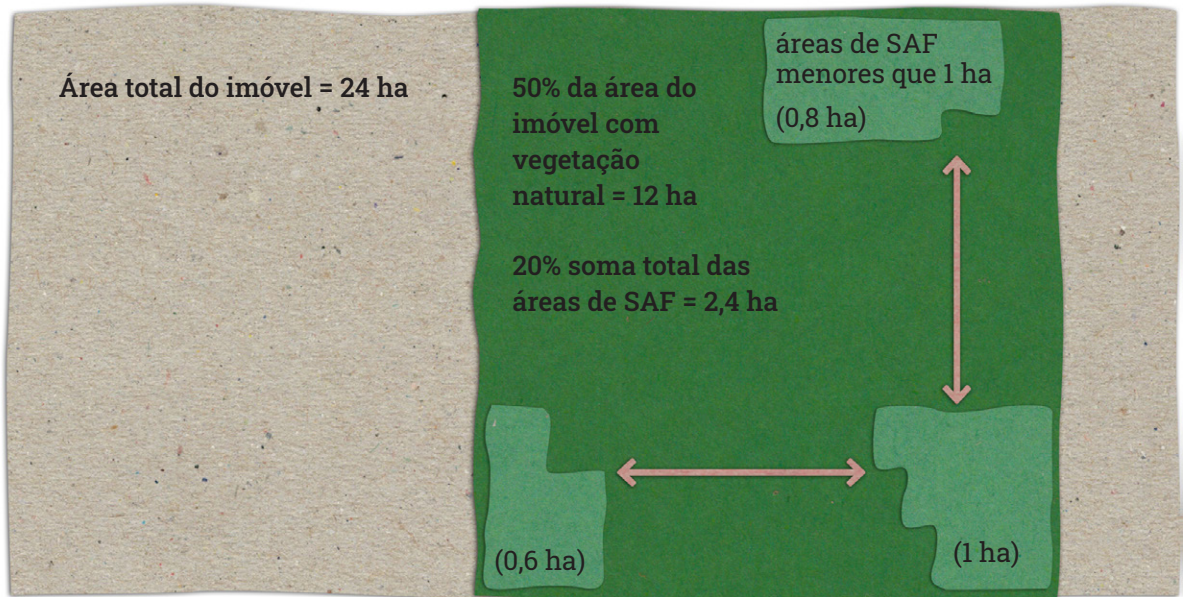 Área total do imóvel = 24 ha
50% da área do
imóvel com
vegetação
natural = 12 ha
20% soma total das
áreas de SAF = 2,4 ha
áreas de SAF
menores que 1 ha
(0,8 ha)
(0,6 ha)
(1 ha)